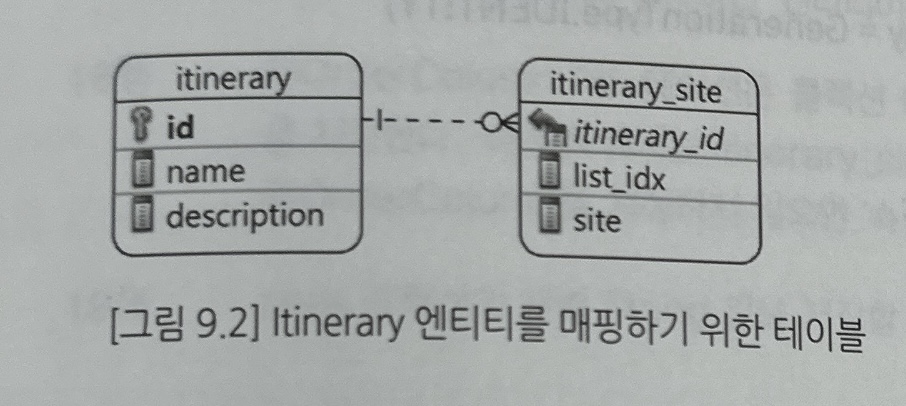 itinerary
id
name
description
itinerary_site
itinerary_id
list_idx
site
[그림 9.2] Itinerary 엔티티를 매핑하기 위한 테이블